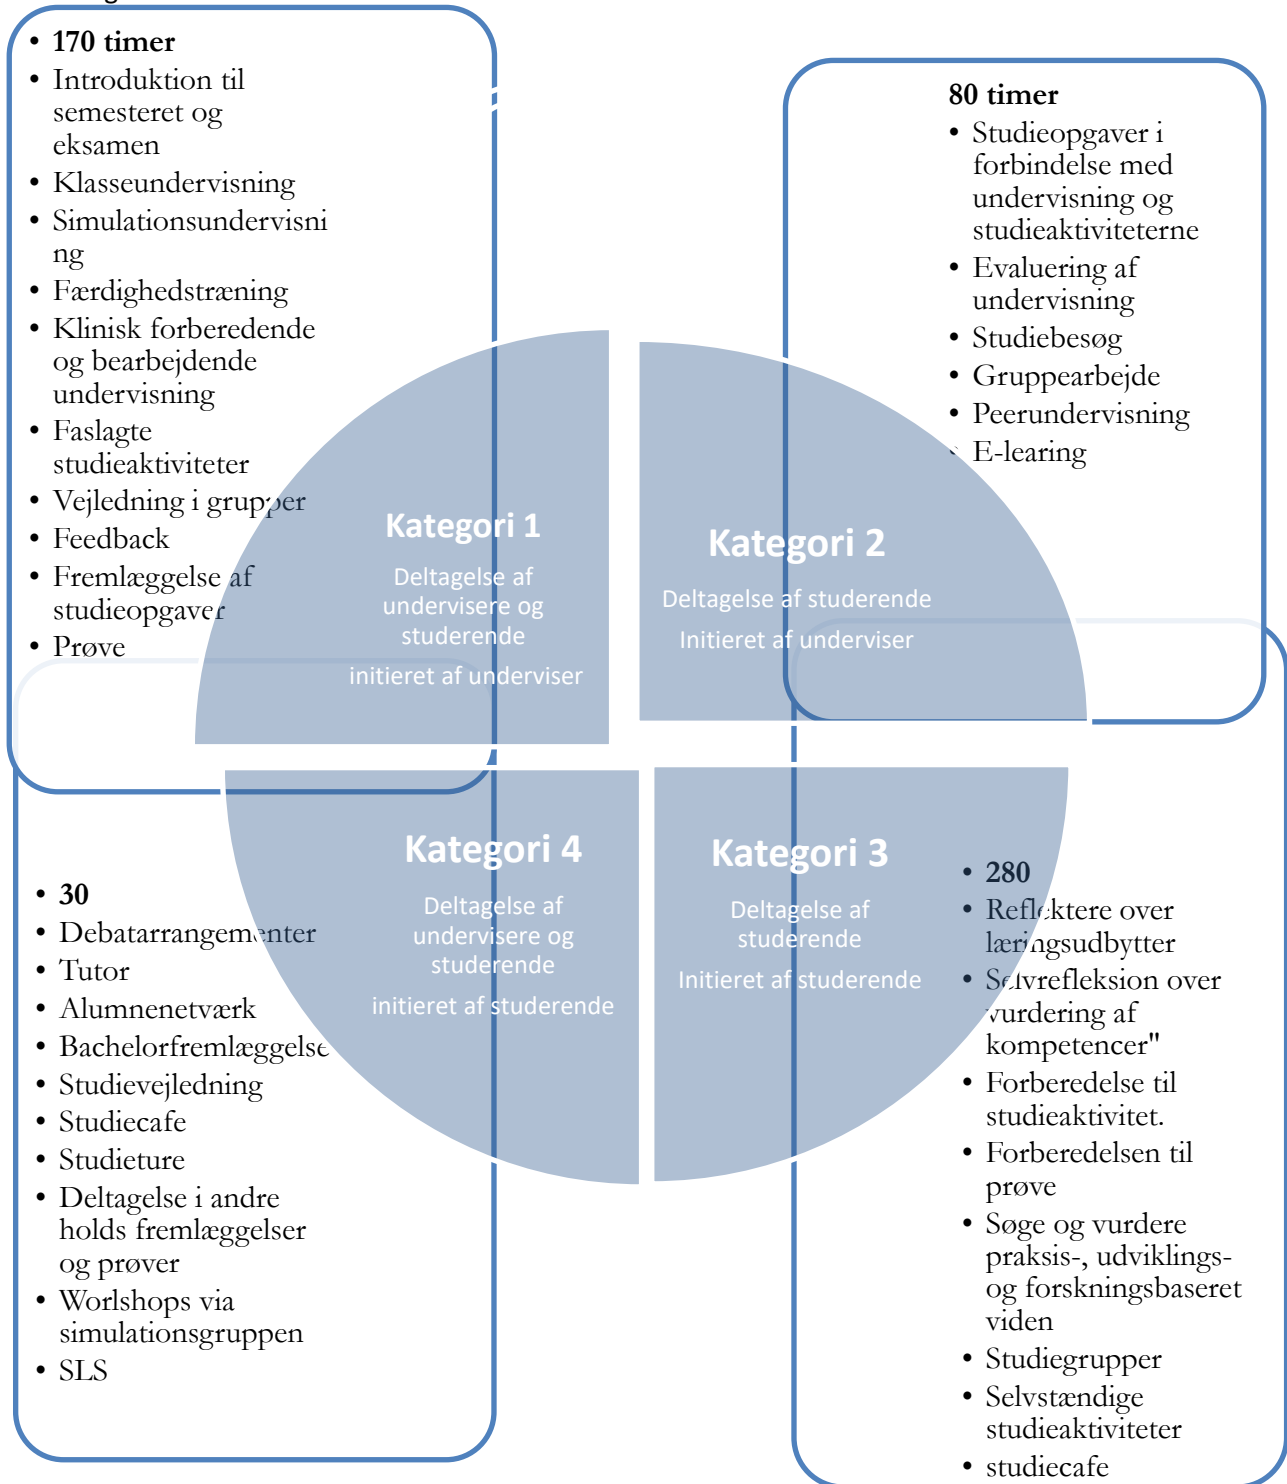 • 170 timer
• Introduktion til
semesteret og
eksamen
• Klasseundervisning
• Simulationsundervisni
ng
• Færdighedstræning
• Klinisk forberedende
og bearbejdende
undervisning
• Faslagte
studieaktiviteter
• Vejledning i grupper
• Feedback
• Fremlæggelse af
studieopgaver
• Prøve
80 timer
• Studieopgaver i
forbindelse med
undervisning og
studieaktiviteterne
• Evaluering af
undervisning
• Studiebesøg
• Gruppearbejde
• Peerundervisning
• E-learing
Kategori 1
Deltagelse af
undervisere og
studerende
initieret af underviser
Kategori 2
Deltagelse af studerende
Initieret af underviser
Kategori 4
Deltagelse af
undervisere og
studerende
initieret af studerende
Kategori 3
Deltagelse af
studerende
Initieret af studerende
• 30
• Debatarrangementer
• Tutor
• Alumnenetværk
• Bachelorfremlæggelse
• Studievejledning
• Studiecafe
• Studieture
• Deltagelse i andre
holds fremlæggelser
og prøver
• Worlshops via
simulationsgruppen
• SLS
• 280
• Reflektere over
læringsudbytter
• Selvrefleksion over
vurdering af
kompetencer"
• Forberedelse til
studieaktivitet.
• Forberedelsen til
prøve
• Søge og vurdere
praksis-, udviklings-
og forskningsbaseret
viden
• Studiegrupper
• Selvstændige
studieaktiviteter
• studiecafe